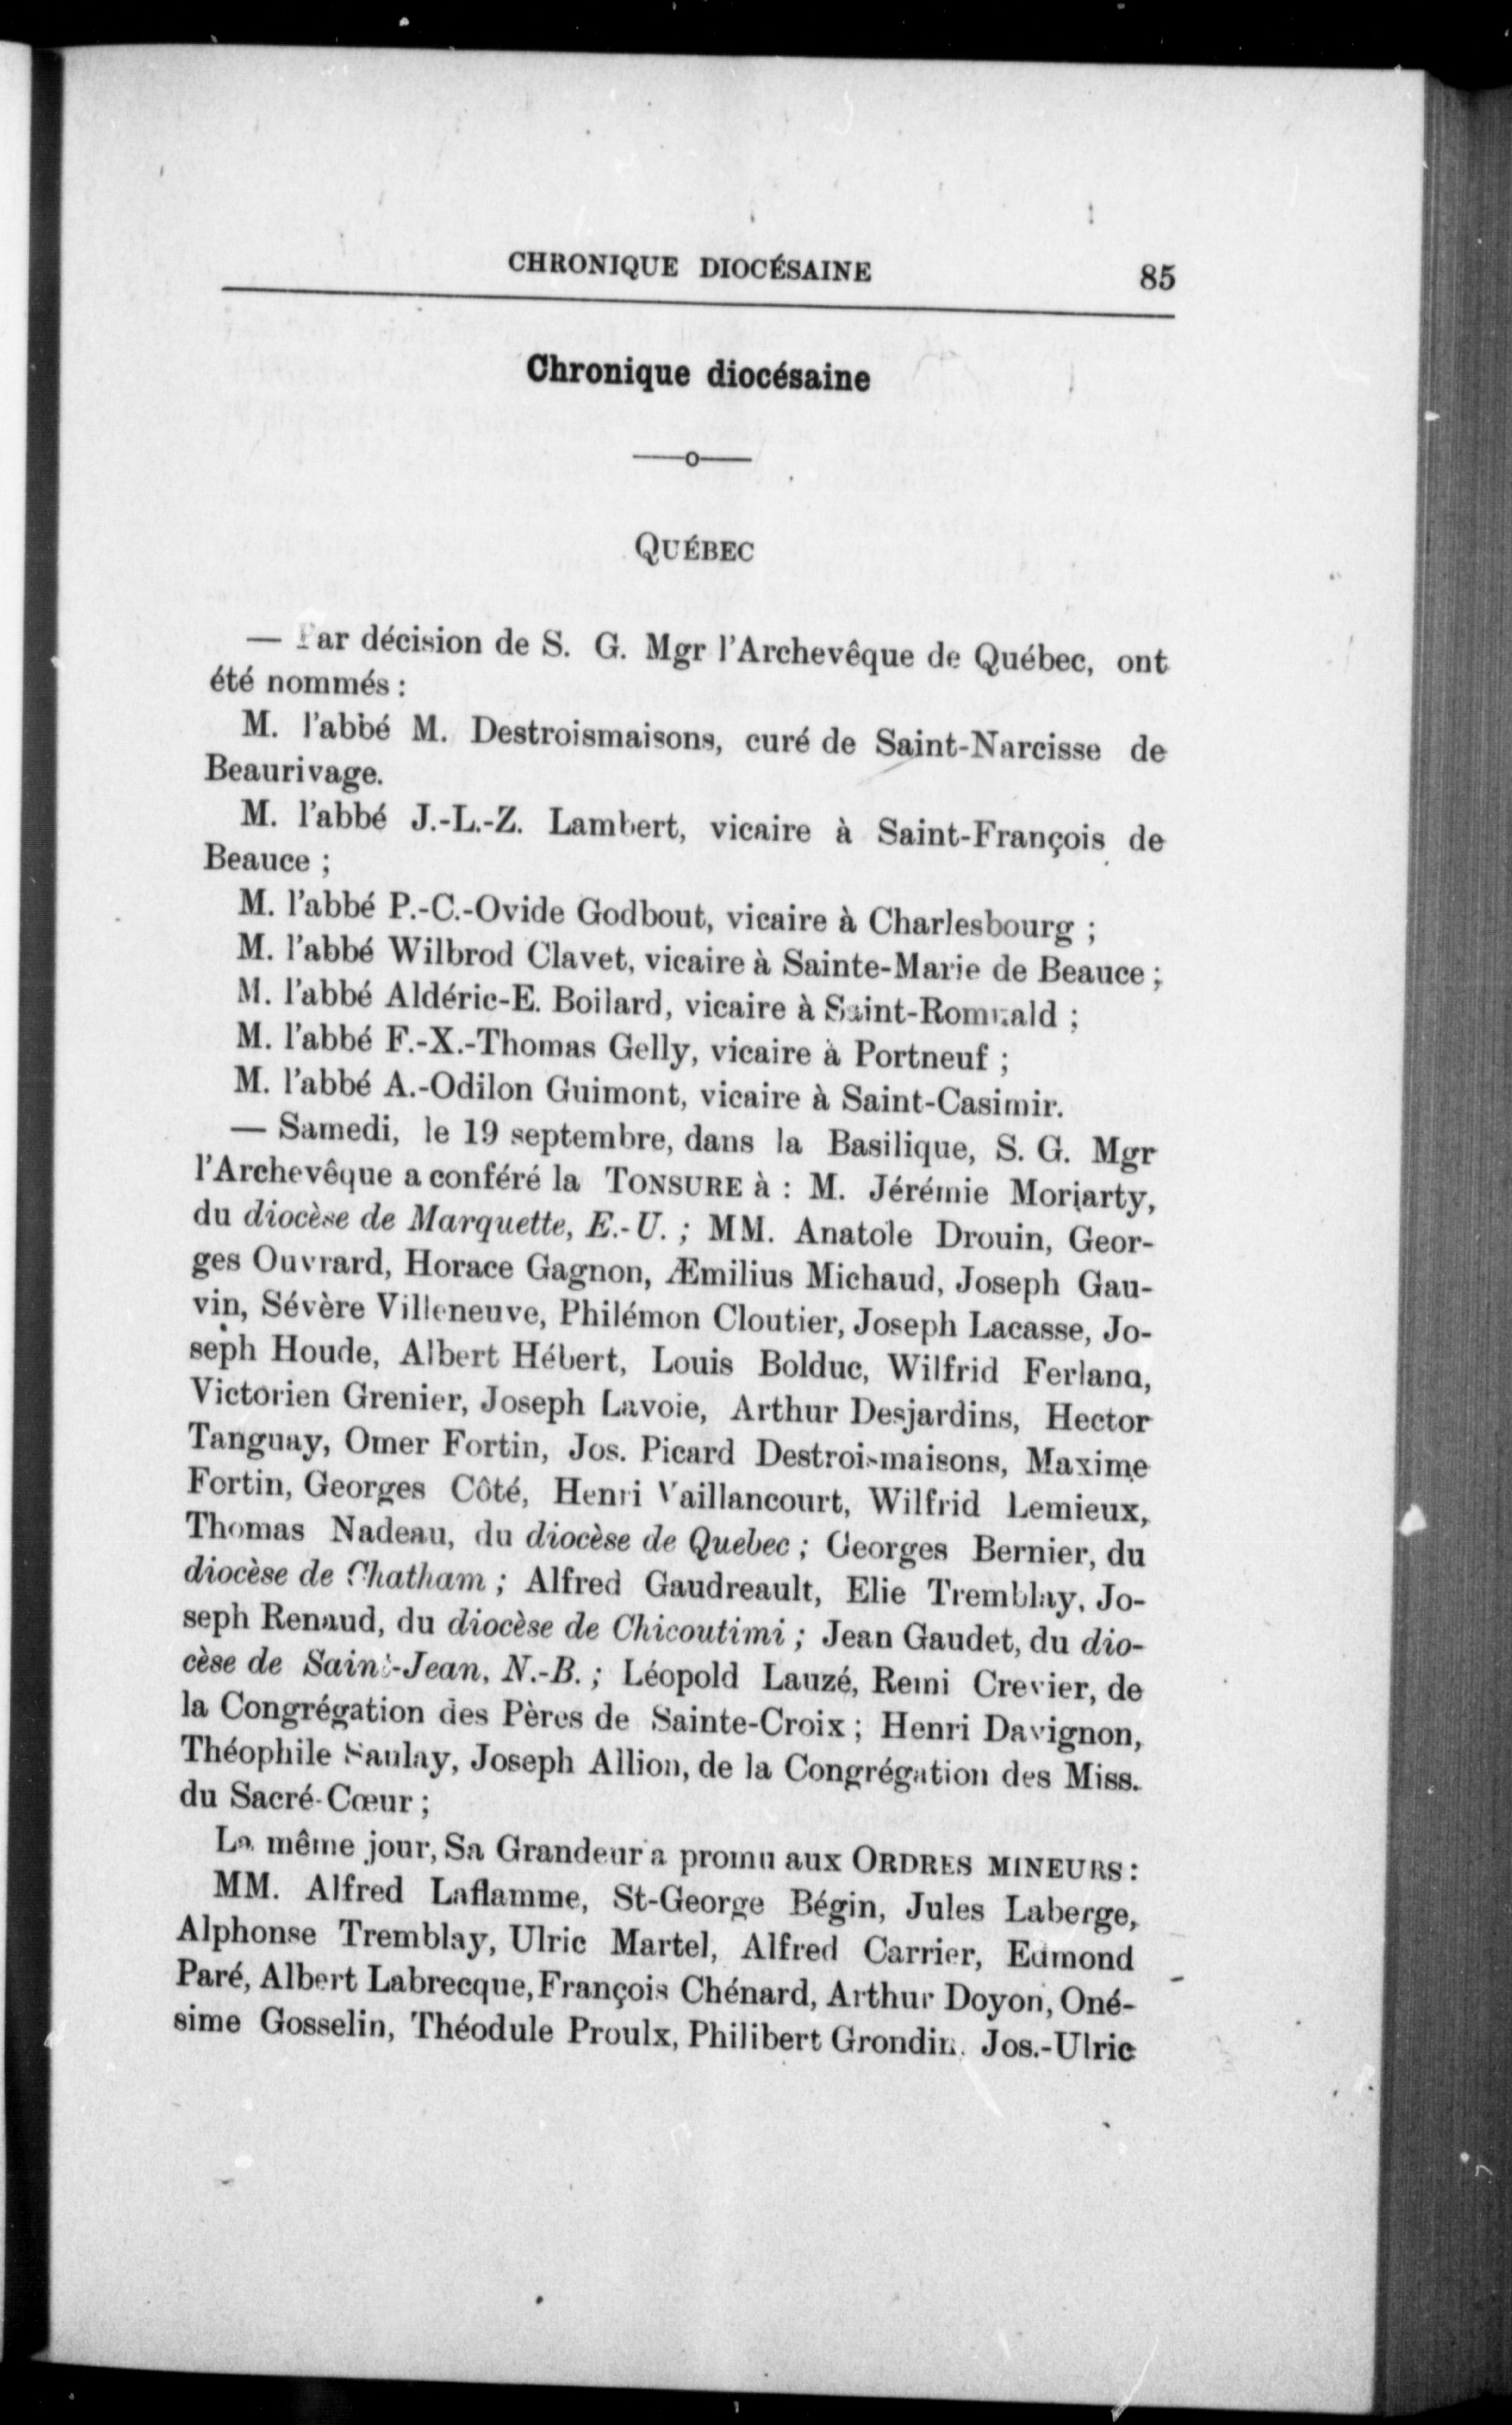 CHRONIQUE DIOCÉSAINE 85
Chronique diocésaine
QUÉBEC
— Par décision de S. G. Mgr l'Archevêque de Québec, ont
été nommés :
M. l'abbé M. Destroismaisons, curé de Saint-Narcisse de
Beaurivage.
M. l'abbé J.-L.-Z. Lambert, vicaire à Saint-François de
Beauce ;
M. l'abbé P.-C.-Ovide Godbout, vicaire à Charlesbourg ;
M. l'abbé Wilbrod Clavet, vicaire à Sainte-Marie de Beauce ;
M. l'abbé Aldéric-E. Boilard, vicaire à Saint-Romuald ;
M. l'abbé F.-X.-Thomas Gelly, vicaire à Portneuf ;
M. l'abbé A.-Odilon Guimont, vicaire à Saint-Casimir.
— Samedi, le 19 septembre, dans la Basilique, S. G. Mgr
l'Archevêque a conféré la TONSURE à : M. Jérémie Moriarty,
du diocèse de Marquette, E.-U. ; MM. Anatole Drouin, Geor-
ges Ouvrard, Horace Gagnon, Æmilius Michaud, Joseph Gau-
vin, Sévère Villeneuve, Philémon Cloutier, Joseph Lacasse, Jo-
seph Houde, Albert Hébert, Louis Bolduc, Wilfrid Ferland,
Victorien Grenier, Joseph Lavoie, Arthur Desjardins, Hector
Tanguay, Omer Fortin, Jos. Picard Destroismaisons, Maxime
Fortin, Georges Côté, Henri Vaillancourt, Wilfrid Lemieux,
Thomas Nadeau, du diocèse de Quebec ; Georges Bernier, du
diocèse de Chatham ; Alfred Gaudreault, Elie Tremblay, Jo-
seph Renaud, du diocèse de Chicoutimi ; Jean Gaudet, du dio-
cèse de Saint-Jean, N.-B. ; Léopold Lauzé, Remi Crevier, de
la Congrégation des Pères de Sainte-Croix ; Henri Davignon,
Théophile Saulay, Joseph Allion, de la Congrégation des Miss.
du Sacré-Cœur ;
Le même jour, Sa Grandeur a promu aux ORDRES MINEURS :
MM. Alfred Laflamme, St-George Bégin, Jules Laberge,
Alphonse Tremblay, Ulric Martel, Alfred Carrier, Edmond
Paré, Albert Labrecque, François Chénard, Arthur Doyon, Oné-
sime Gosselin, Théodule Proulx, Philibert Grondin, Jos.-Ulric